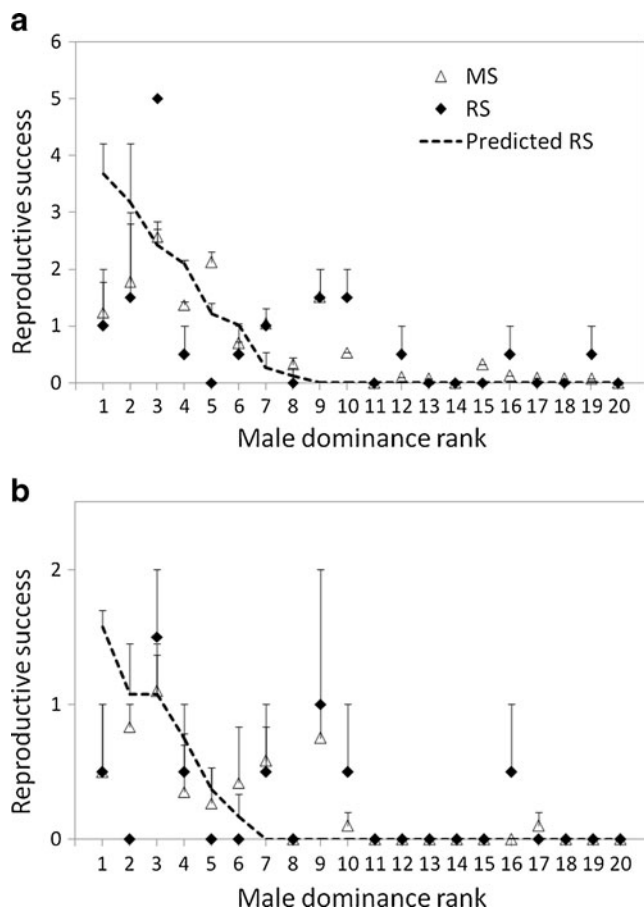 a
Reproductive success
6
5
4
3
2
1
0
MS
RS
Predicted RS
1 2 3 4 5 6 7 8 9 10 11 12 13 14 15 16 17 18 19 20
Male dominance rank
b
Reproductive success
2
1
0
1 2 3 4 5 6 7 8 9 10 11 12 13 14 15 16 17 18 19 20
Male dominance rank